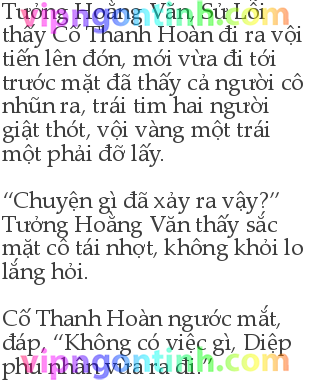 Tưởng Hoằng Văn, Sử Lỗi
thấy Cố Thanh Hoàn đi ra vội
tiến lên đón, mới vừa đi tới
trước mặt đã thấy cả người cô
nhũn ra, trái tim hai người
giật thót, vội vàng một trái
một phải đỡ lấy.
“Chuyện gì đã xảy ra vậy?”
Tưởng Hoằng Văn thấy sắc
mặt cô tái nhợt, không khỏi lo
lắng hỏi.
Cố Thanh Hoàn ngước mắt,
đáp, “Không có việc gì, Diệp
phu nhân vừa ra đi.”
vipngontinh.com
vipngontinh.com